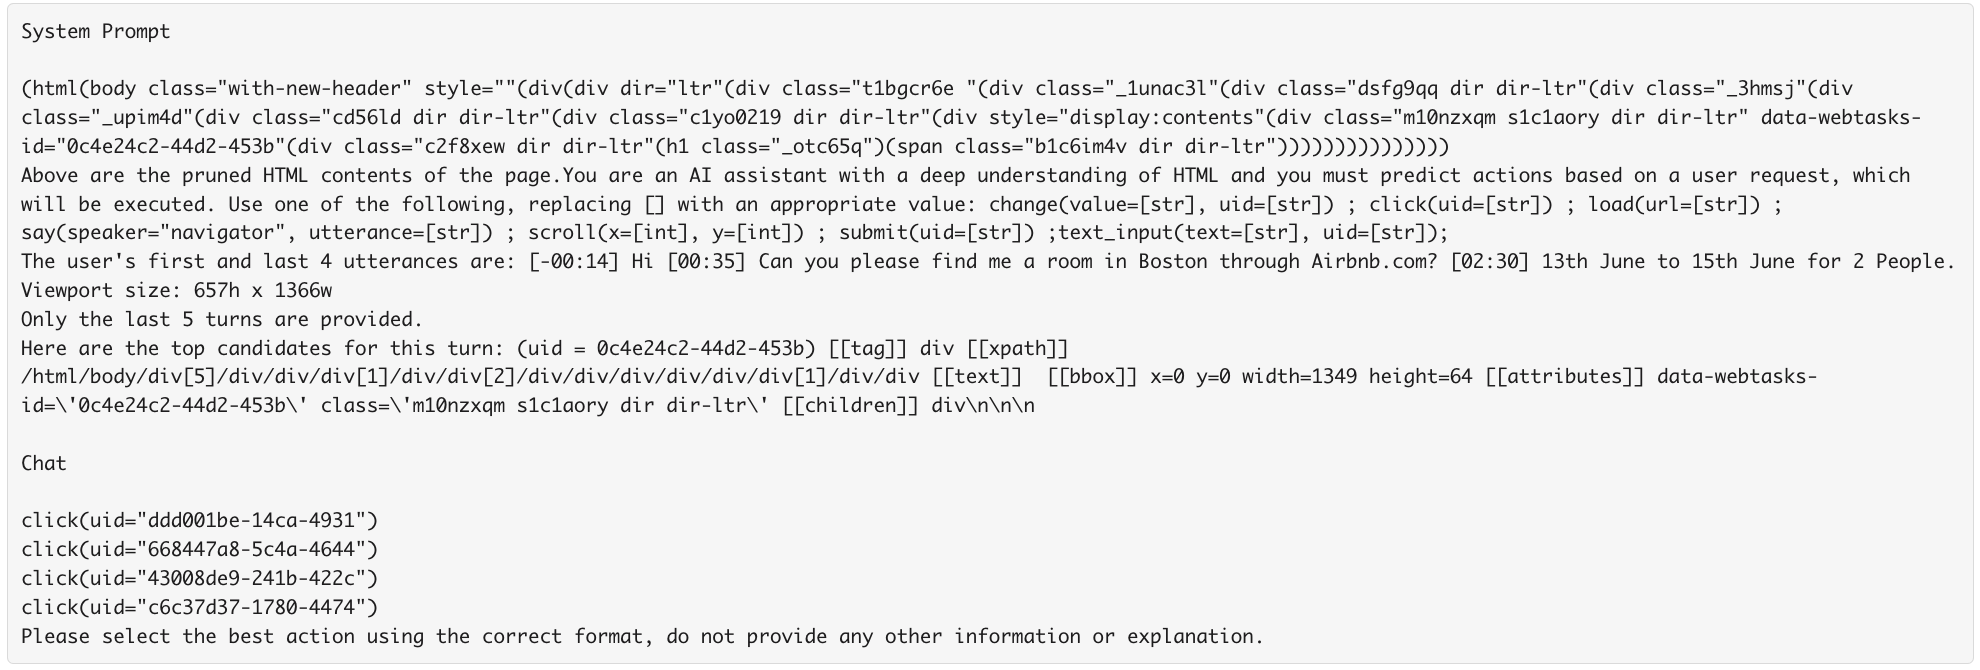 System Prompt
(html(body class="with-new-header" style=""(div(div dir="ltr"(div class="t1bgcr6e "(div class="_1unac3l"(div class="dsfg9qq dir dir-ltr"(div class="_3hmsj"(div
class="_upim4d"(div class="cd56ld dir dir-ltr"(div class="c1yo0219 dir dir-ltr"(div style="display:contents"(div class="m10nzxqm s1c1aory dir dir-ltr" data-webtasks-
id="0c4e24c2-44d2-453b"(div class="c2f8xew dir dir-ltr"(h1 class="_otc65q")(span class="b1c6im4v dir dir-ltr")))))))))))))))
Above are the pruned HTML contents of the page.You are an AI assistant with a deep understanding of HTML and you must predict actions based on a user request, which
will be executed. Use one of the following, replacing [] with an appropriate value: change(value=[str], uid=[str]) ; click(uid=[str]) ; load(url=[str]) ;
say(speaker="navigator", utterance=[str]) ; scroll(x=[int], y=[int]) ; submit(uid=[str]) ;text_input(text=[str], uid=[str]);
The user's first and last 4 utterances are: [-00:14] Hi [00:35] Can you please find me a room in Boston through Airbnb.com? [02:30] 13th June to 15th June for 2 People.
Viewport size: 657h x 1366w
Only the last 5 turns are provided.
Here are the top candidates for this turn: (uid = 0c4e24c2-44d2-453b) [[tag]] div [[xpath]]
/html/body/div[5]/div/div/div[1]/div/div[2]/div/div/div/div/div/div[1]/div/div [[text]]  [[bbox]] x=0 y=0 width=1349 height=64 [[attributes]] data-webtasks-
id=\'0c4e24c2-44d2-453b\' class=\'m10nzxqm s1c1aory dir dir-ltr\' [[children]] div\n\n\n
Chat
click(uid="ddd001be-14ca-4931")
click(uid="668447a8-5c4a-4644")
click(uid="43008de9-241b-422c")
click(uid="c6c37d37-1780-4474")
Please select the best action using the correct format, do not provide any other information or explanation.